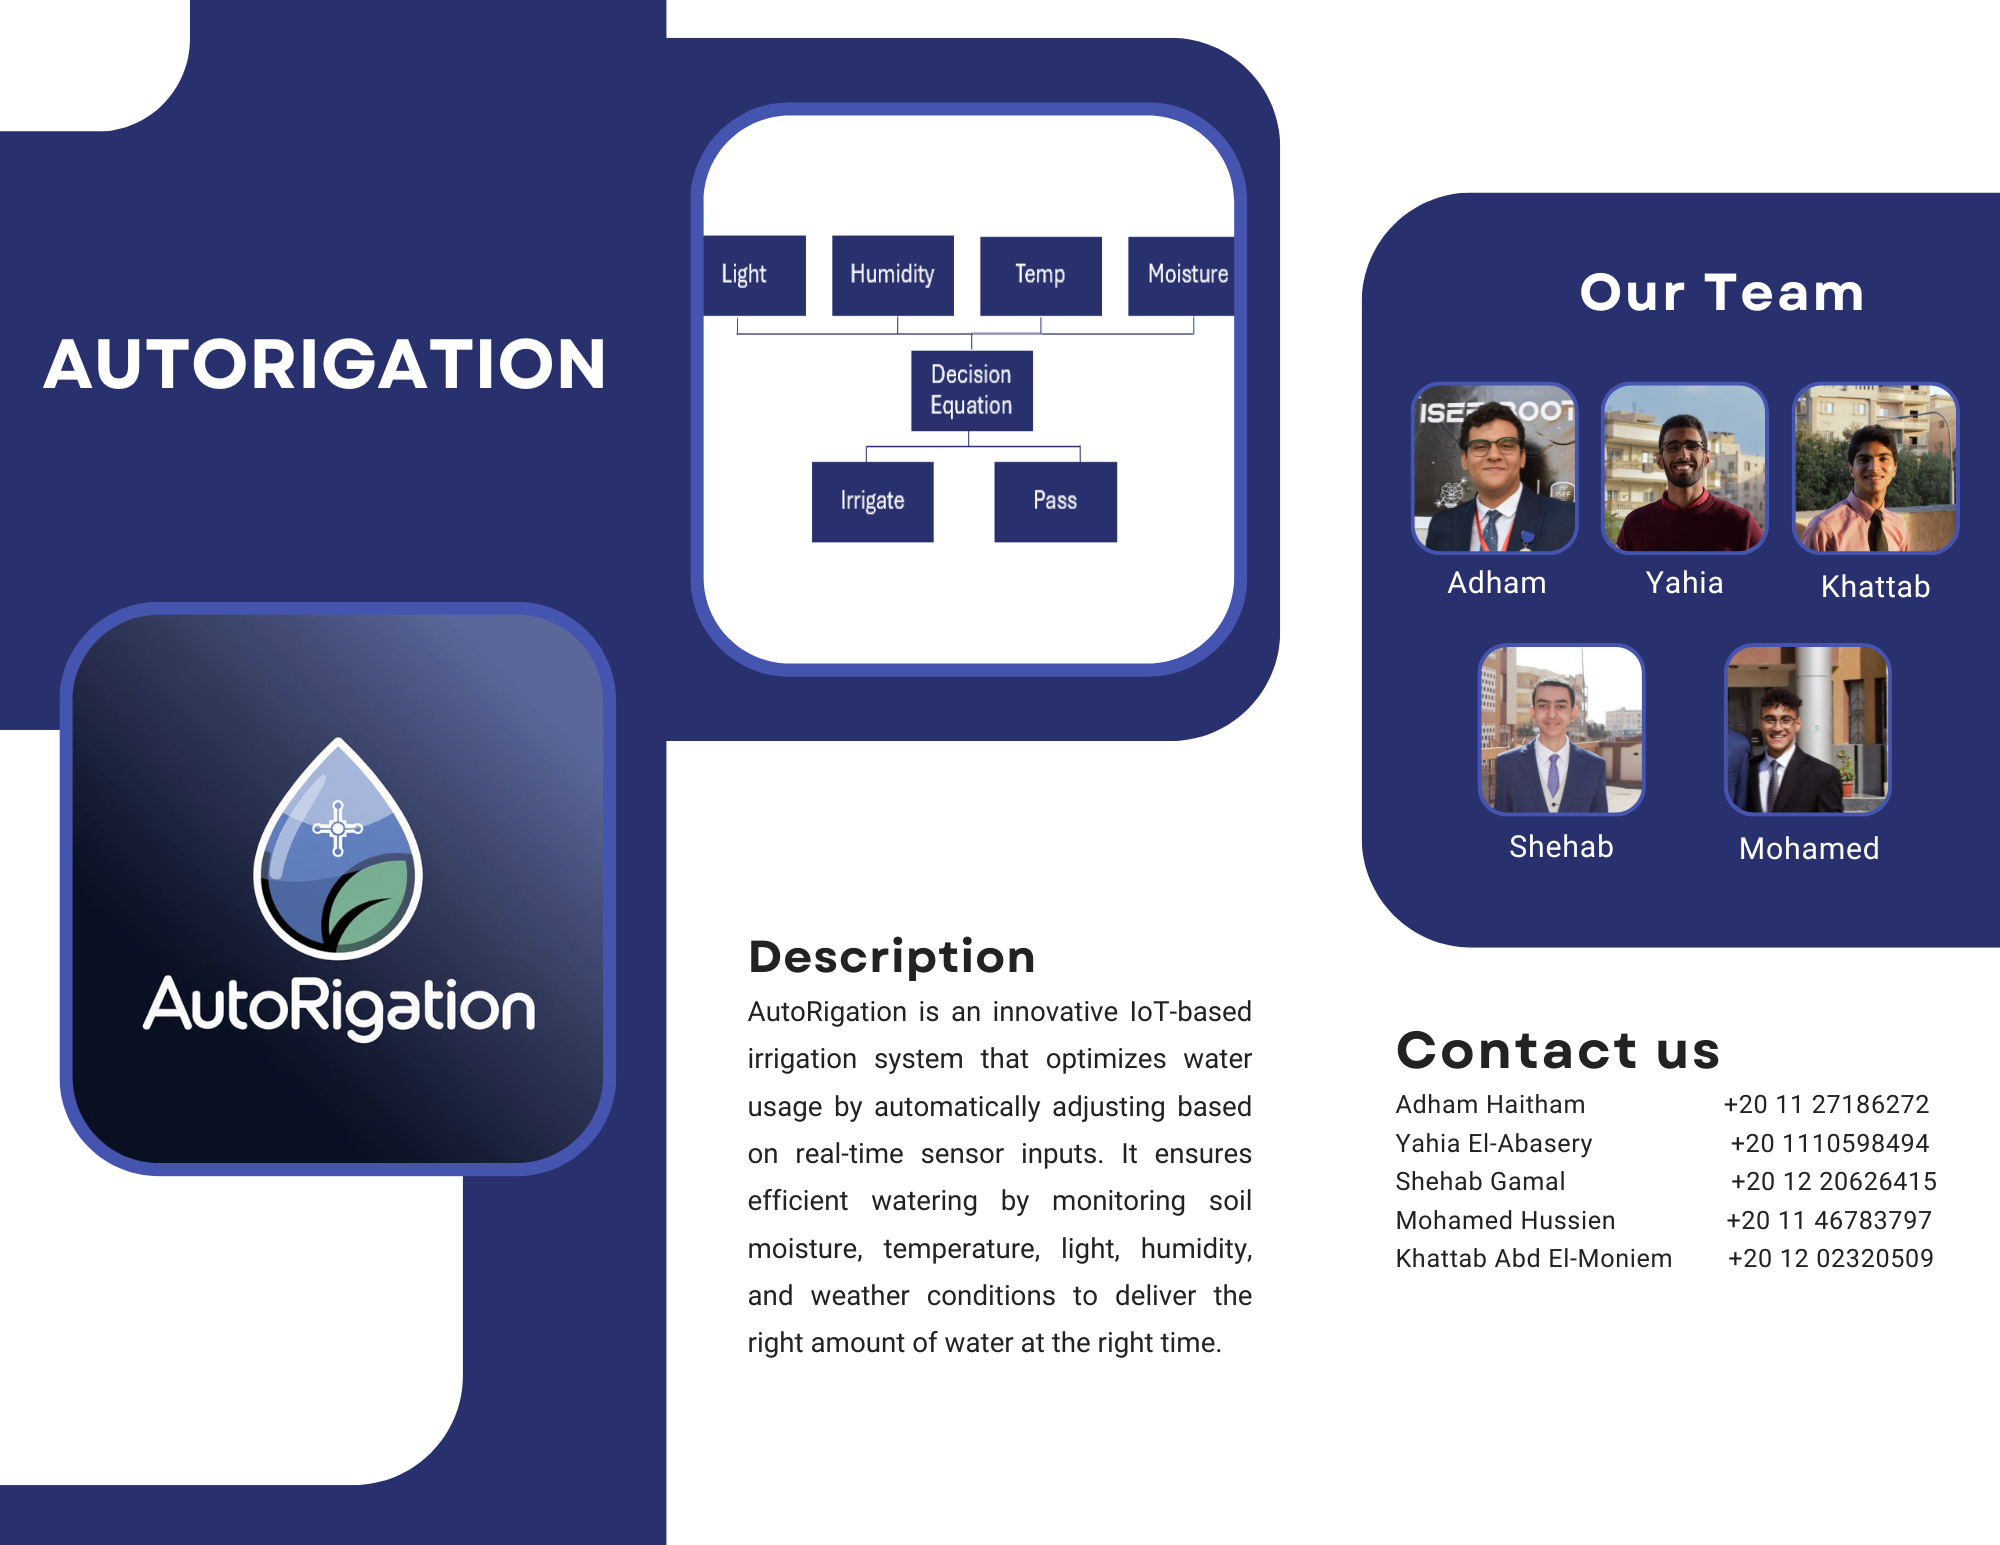 AUTORIGATION
AutoRigation
Light
Humidity
Temp
Moisture
Decision
Equation
Irrigate
Pass
Description
AutoRigation is an innovative IoT-based
irrigation system that optimizes water
usage by automatically adjusting based
on real-time sensor inputs. It ensures
efficient watering by monitoring soil
moisture, temperature, light, humidity,
and weather conditions to deliver the
right amount of water at the right time.
Our Team
ISEF BOOT
ISEF
Adham
Yahia
Khattab
Shehab
Mohamed
Contact us
Adham Haitham +20 11 27186272
Yahia El-Abasery +20 1110598494
Shehab Gamal +20 12 20626415
Mohamed Hussien +20 11 46783797
Khattab Abd El-Moniem +20 12 02320509